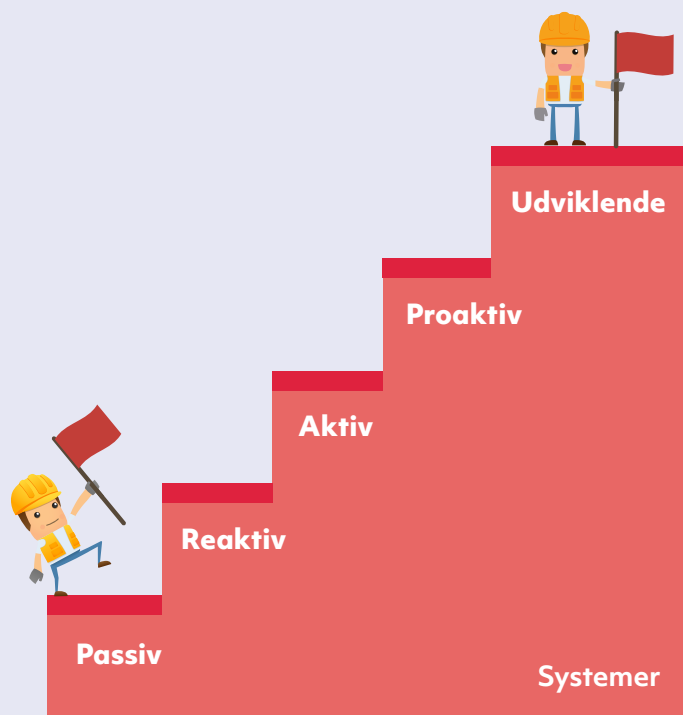 Udviklende
Proaktiv
Aktiv
Reaktiv
Passiv
Systemer